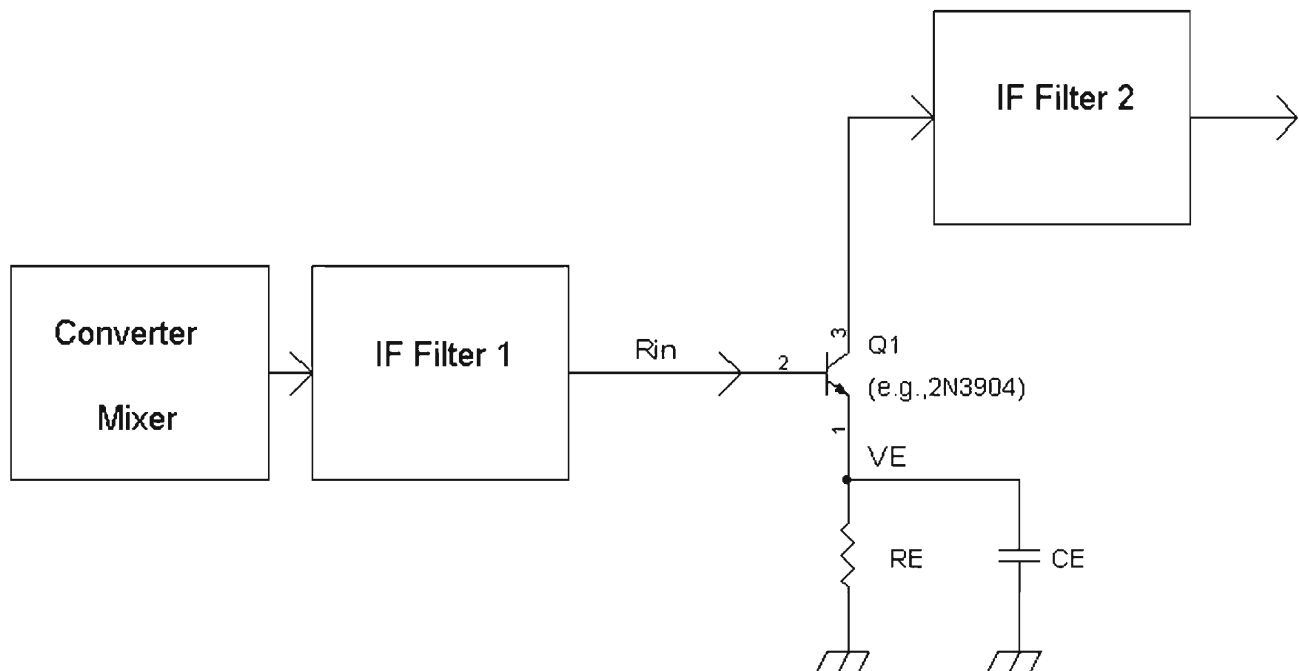 IF Filter 2
Converter
Mixer
IF Filter 1
Rin
2
3
Q1
(e.g.,2N3904)
1
VE
RE
CE